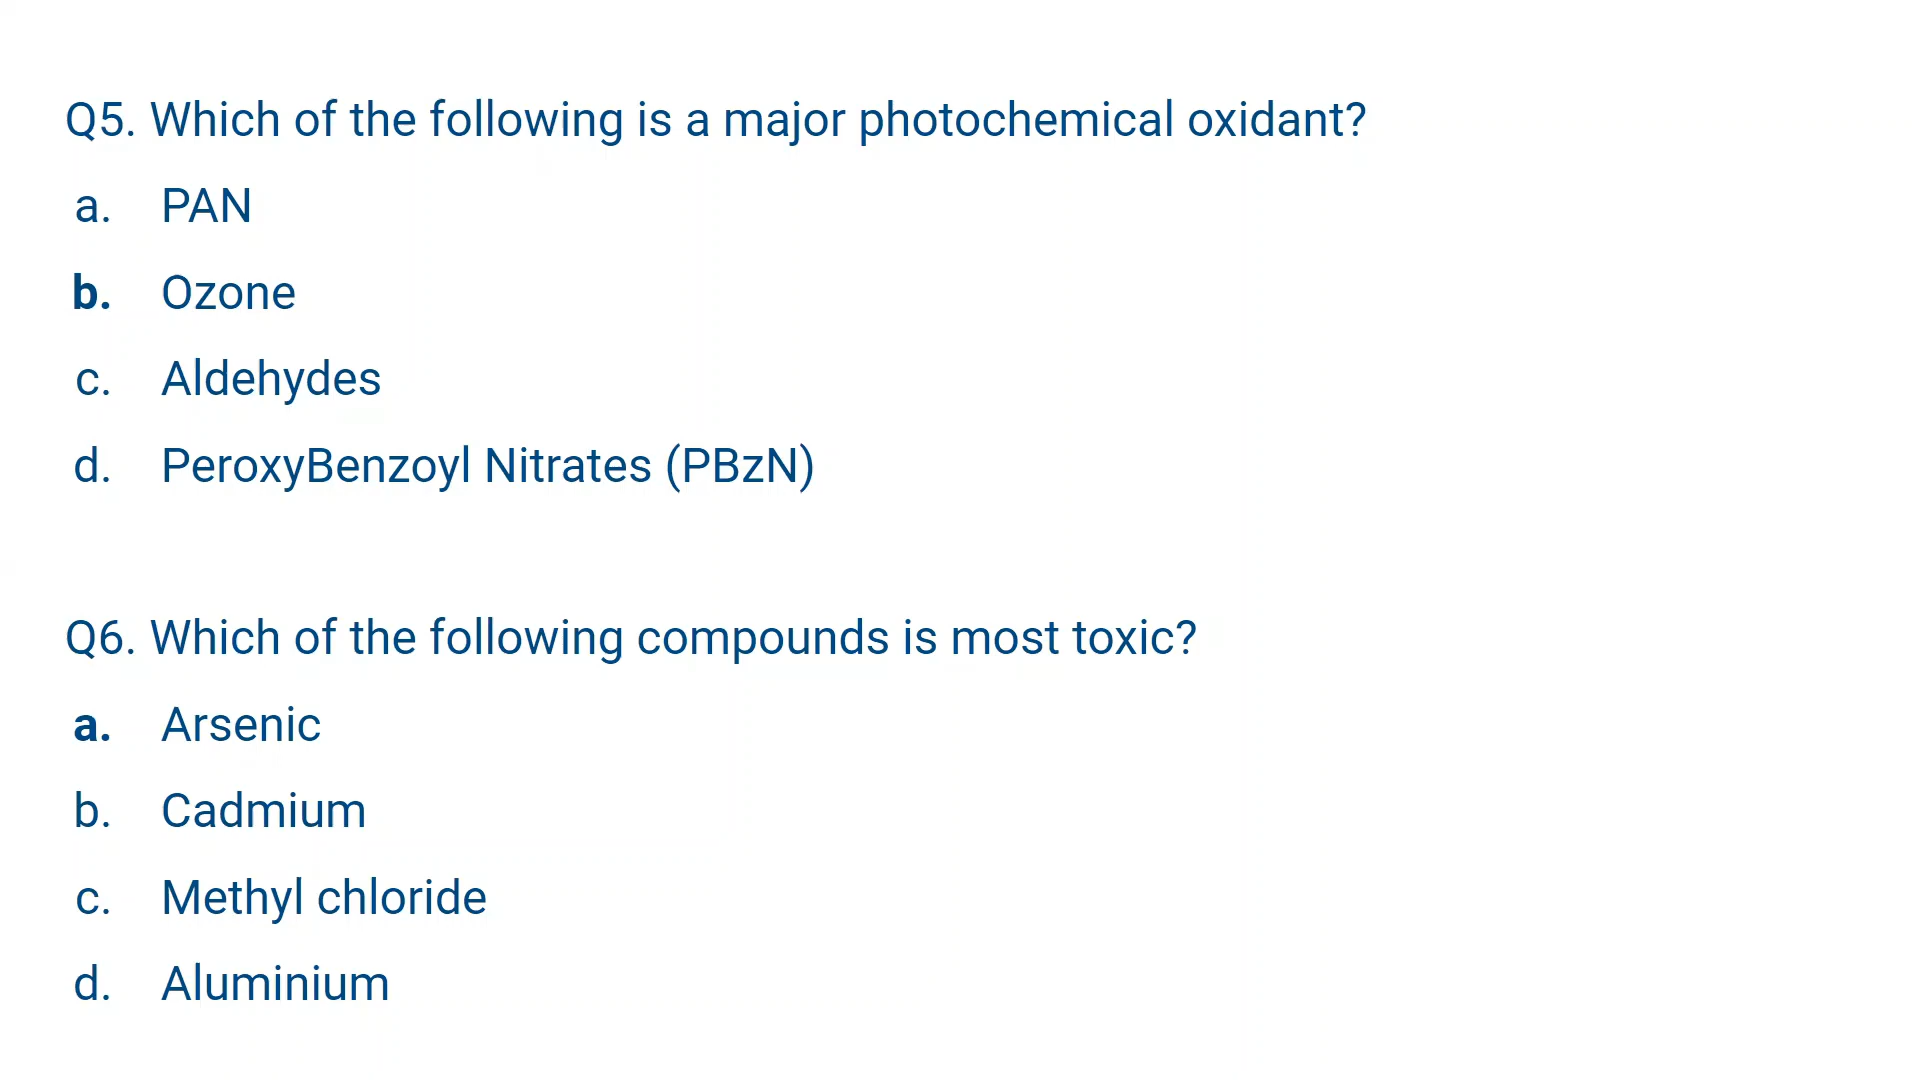 Q5. Which of the following is a major photochemical oxidant?
a. PAN
b. Ozone
c. Aldehydes
d. PeroxyBenzoyl Nitrates (PBzN)
Q6. Which of the following compounds is most toxic?
a. Arsenic
b. Cadmium
c. Methyl chloride
d. Aluminium